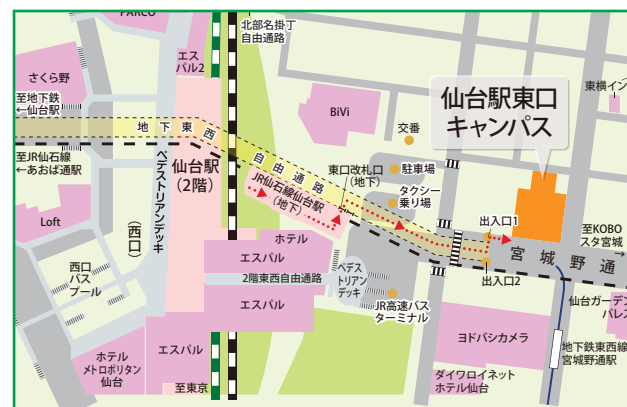 PARCO
エス
パル2
北部名掛丁
自由通路
さくら野
至地下鉄
←仙台駅
BiVi
交番
仙台駅東口
キャンパス
東横イン
地下東西
自由通路
至JR仙石線
←あおば通駅
ペデストリアンデッキ
(西口)
仙台駅
(2階)
東口改札口
(地下)
JR仙石線仙台駅
(地下)
駐車場
タクシー
乗り場
出入口1
至KOBO
スタ宮城→
宮城野通
Loft
西口
バス
プール
ホテル
エスパル
2階東西自由通路
エスパル
ペデス
トリアン
デッキ
出入口2
JR高速バス
ターミナル
仙台ガーデン
パレス
ヨドバシカメラ
地下鉄東西線
宮城野通駅
ホテル
メトロポリタン
仙台
エスパル
至東京
ダイワロイネット
ホテル仙台